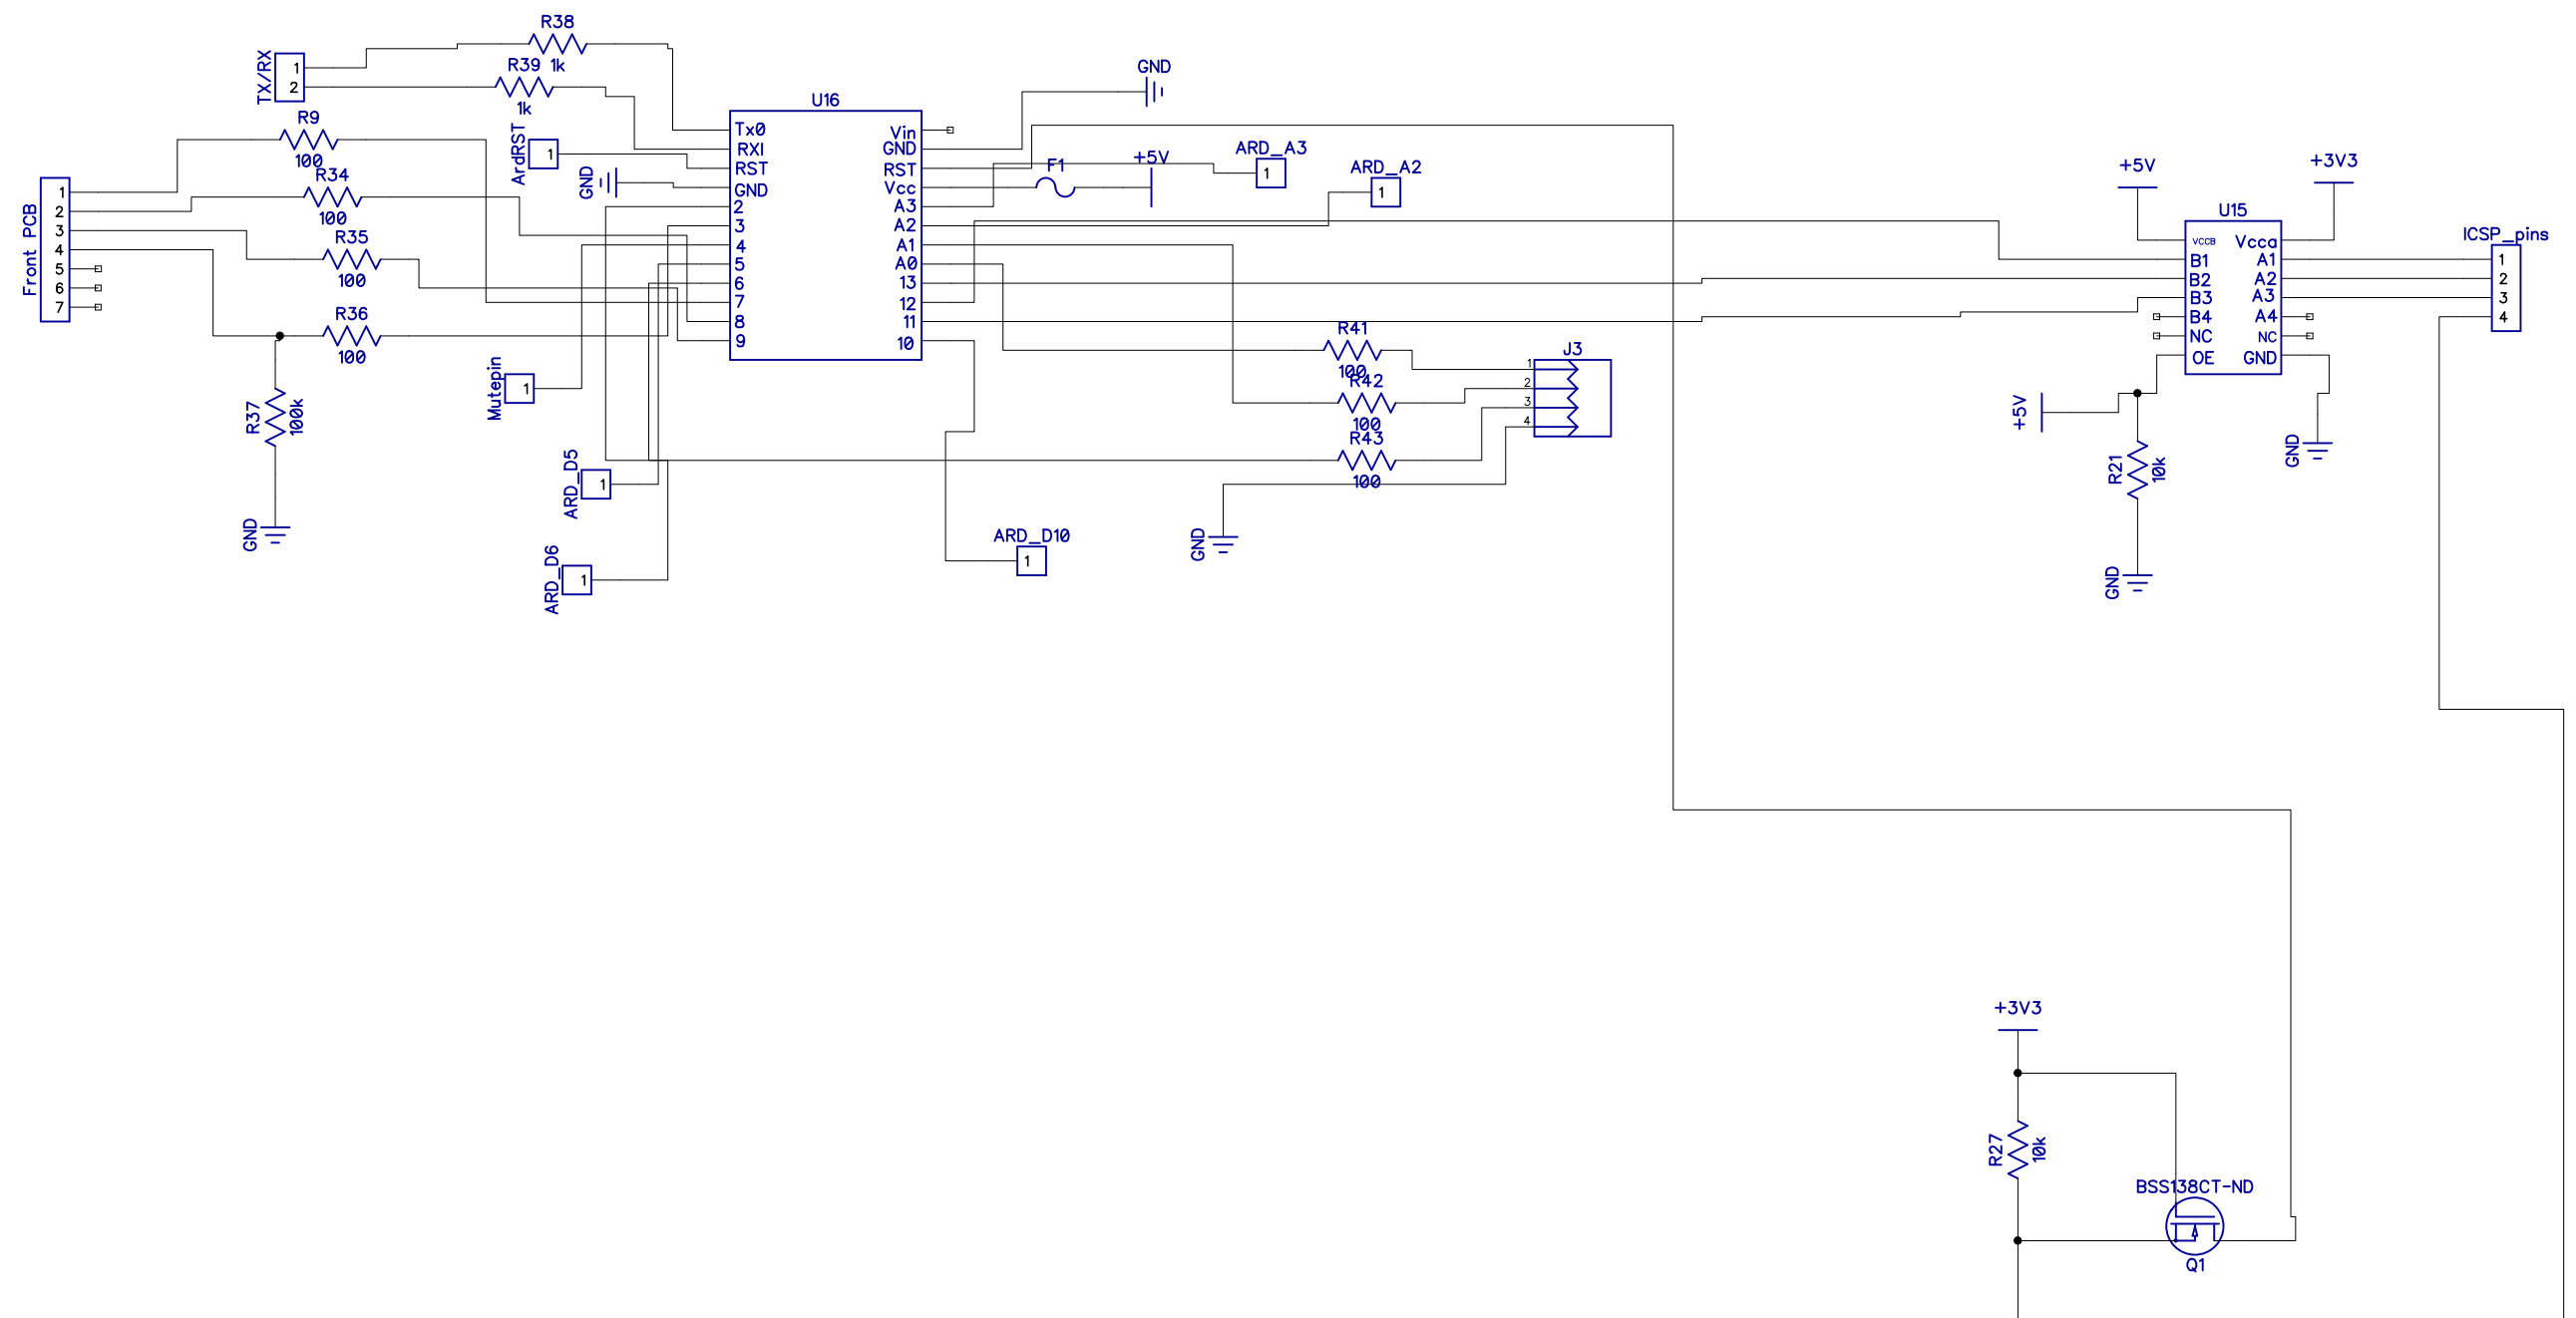 R38
1k
TX/RX
1
2
R39
1k
R9
100
R34
100
R35
100
R36
100
R37
100k
GND
Front PCB
1
2
3
4
5
6
7
ArdRST
1
GND
Mutepin
1
ARD_D5
1
ARD_D6
1
U16
Tx0
RXI
RST
GND
2
3
4
5
6
7
8
9
Vin
GND
RST
Vcc
A3
A2
A1
A0
13
12
11
10
GND
F1
+5V
ARD_A3
1
ARD_A2
1
ARD_D10
1
R41
100
R42
100
R43
100
J3
1
2
3
4
GND
+5V
+3V3
U15
VCCB
B1
B2
B3
B4
NC
OE
Vcca
A1
A2
A3
A4
NC
GND
ICSP_pins
1
2
3
4
+5V
R21
10k
GND
GND
+3V3
R27
10k
BSS138CT-ND
Q1